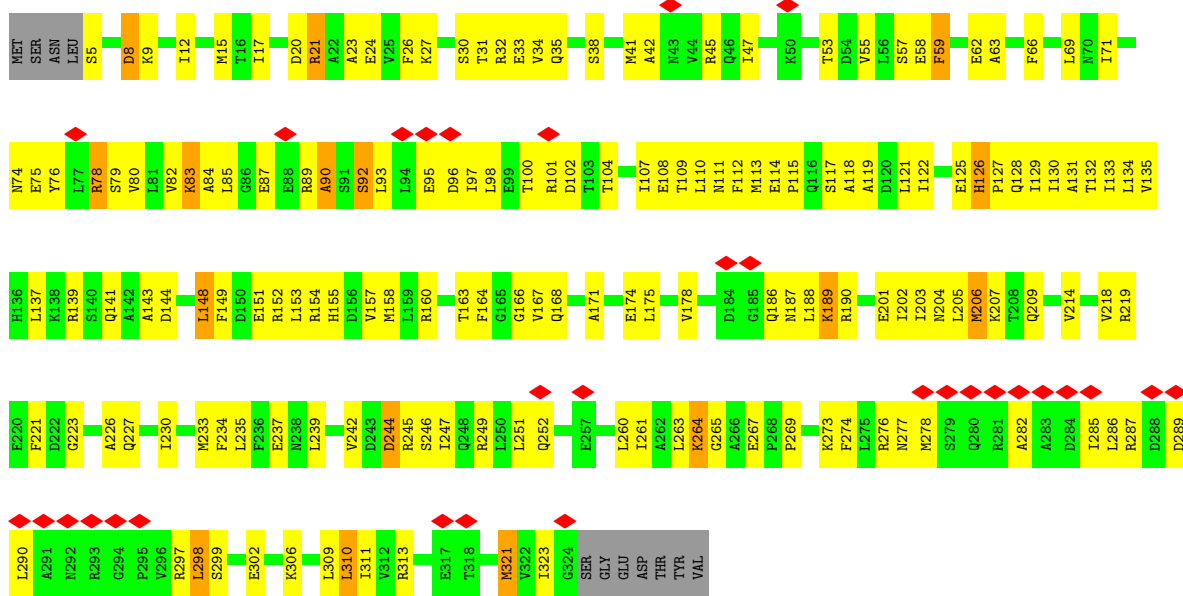 MET SER ASN LEU S5 D8 K9 I12 M15 T16 I17 D20 R21 A22 A23 E24 V25 F26 K27 S30 T31 R32 E33 V34 Q35 S38 M41 A42 N43 V44 R45 Q46 I47 K50 T53 D54 V55 L56 S57 E58 F59 E62 A63 F66 L69 N70 I71
N74 E75 Y76 L77 R78 S79 V80 L81 V82 K83 A84 L85 G86 E87 E88 R89 A90 S91 S92 L93 L94 E95 D96 I97 L98 E99 T100 R101 D102 T103 T104 I107 E108 T109 L110 N111 F112 M113 E114 P115 Q116 S117 A118 A119 D120 L121 I122 E125 H126 P127 Q128 I129 I130 A131 T132 I133 L134 V135
H136 L137 K138 R139 S140 Q141 A142 A143 D144 L148 F149 D150 E151 R152 L153 R154 H155 D156 V157 M158 L159 R160 T163 F164 G165 G166 V167 Q168 A171 E174 L175 V178 D184 G185 Q186 N187 L188 K189 R190 E201 I202 I203 N204 L205 M206 K207 T208 Q209 V214 V218 R219
E220 F221 D222 G223 A226 Q227 I230 M233 F234 L235 F236 E237 N238 L239 V242 D243 D244 R245 S246 I247 Q248 R249 L250 L251 Q252 E257 L260 I261 A262 L263 K264 G265 A266 E267 P268 P269 K273 F274 L275 R276 N277 M278 S279 Q280 R281 A282 A283 D284 I285 L286 R287 D288 D289
L290 A291 N292 R293 G294 P295 V296 R297 L298 S299 E302 K306 L309 L310 I311 V312 R313 E317 T318 M321 V322 I323 G324 SER GLY GLU ASP THR TYR VAL